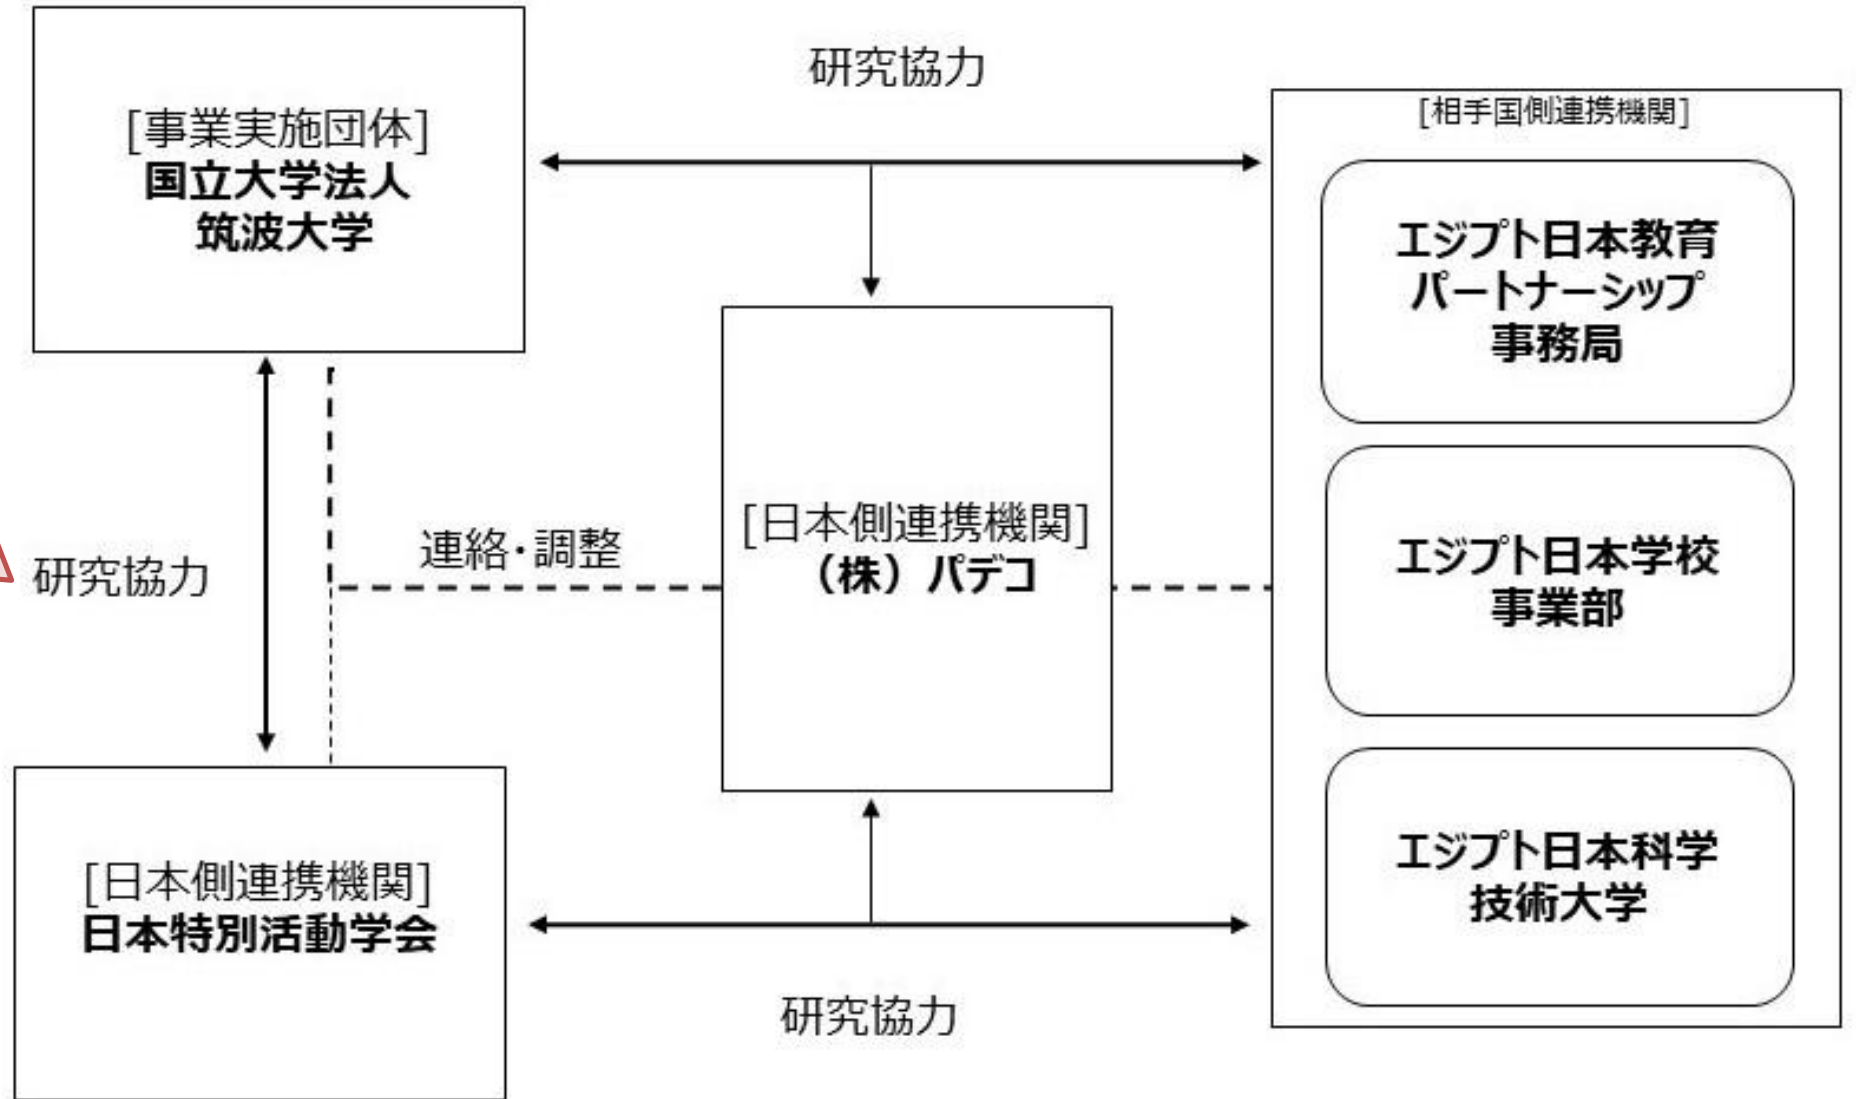 研究協力
[事業実施団体]
国立大学法人
筑波大学
[相手国側連携機関]
エジプト日本教育
パートナーシップ
事務局
研究協力
連絡・調整
[日本側連携機関]
（株）パデコ
エジプト日本学校
事業部
[日本側連携機関]
日本特別活動学会
エジプト日本科学
技術大学
研究協力